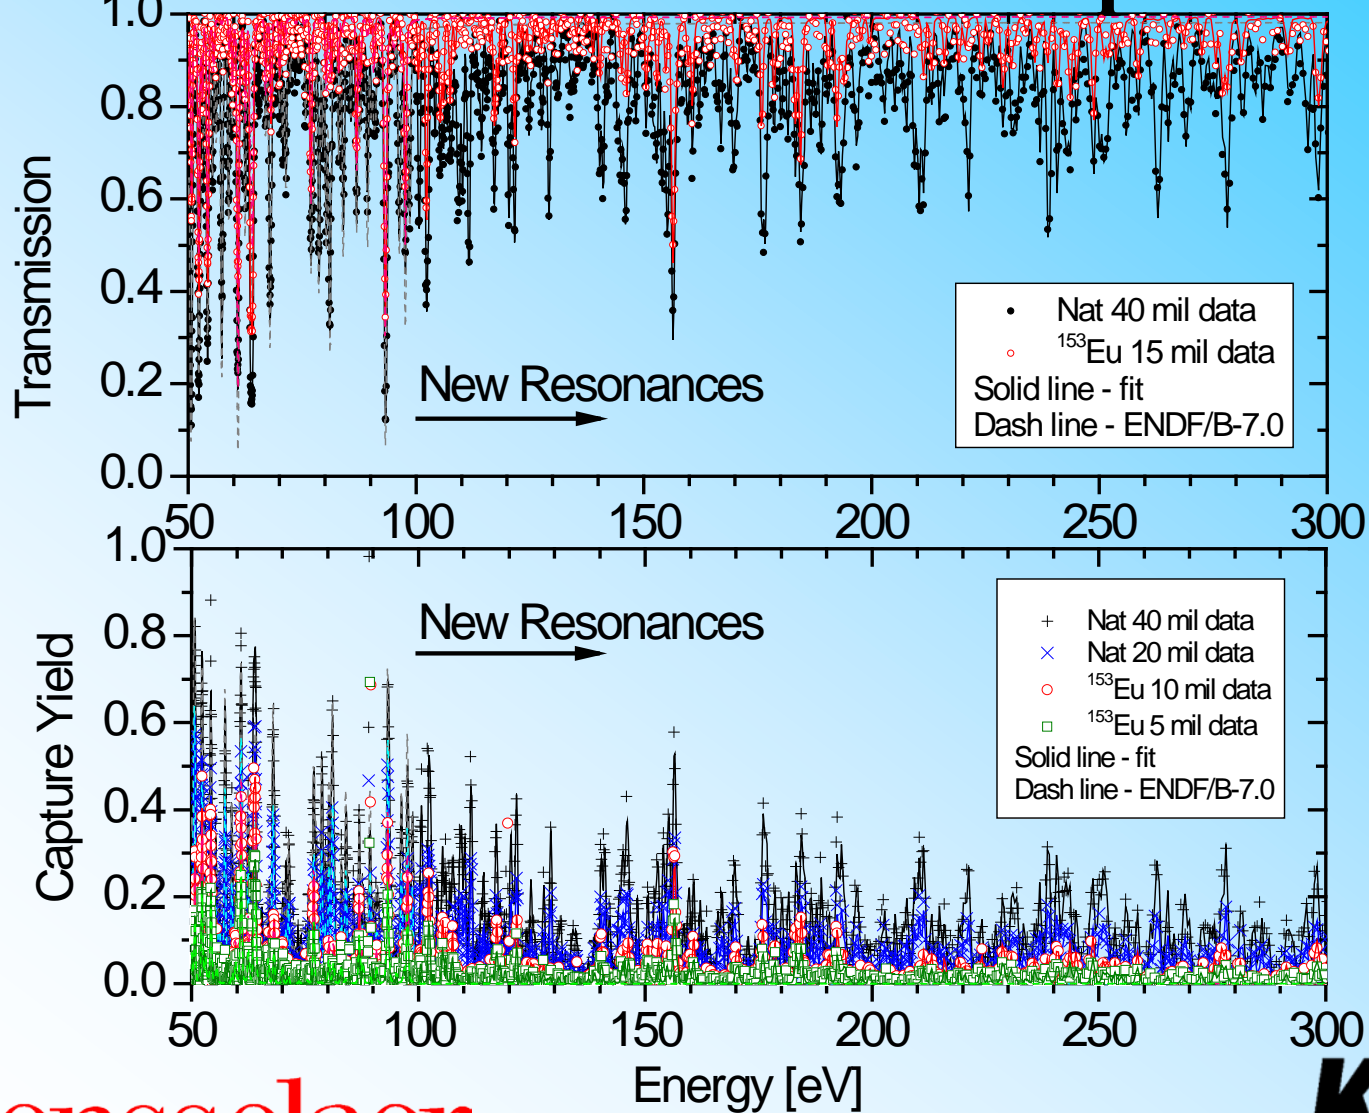 1.0
0.8
0.6
0.4
0.2
0.0
Transmission
New Resonances
Nat 40 mil data
153Eu 15 mil data
Solid line - fit
Dash line - ENDF/B-7.0
50 100 150 200 250 300
1.0
0.8
0.6
0.4
0.2
0.0
Capture Yield
New Resonances
Nat 40 mil data
Nat 20 mil data
153Eu 10 mil data
153Eu 5 mil data
Solid line - fit
Dash line - ENDF/B-7.0
50 100 150 200 250 300
Energy [eV]